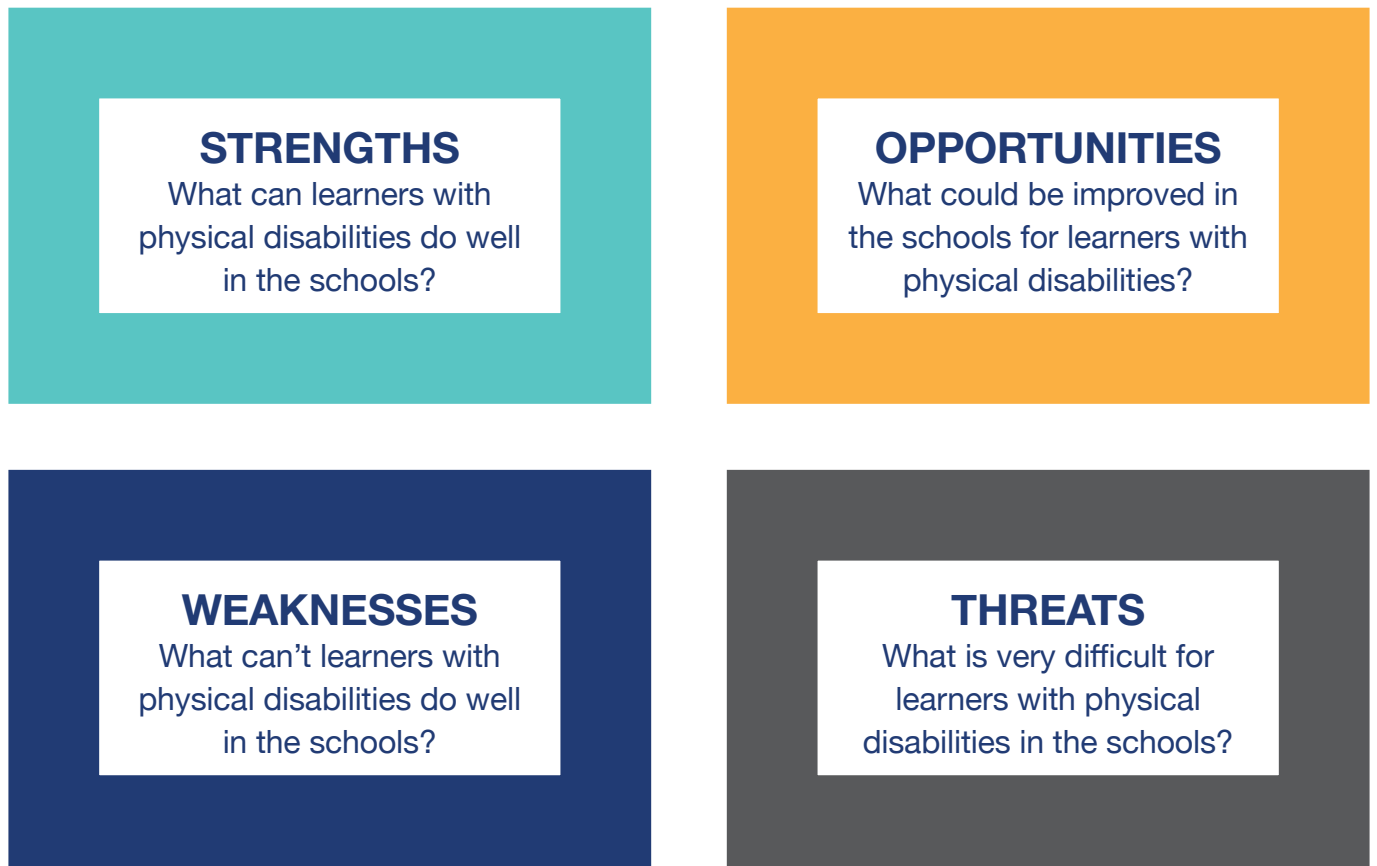 STRENGTHS
What can learners with
physical disabilities do well
in the schools?
OPPORTUNITIES
What could be improved in
the schools for learners with
physical disabilities?
WEAKNESSES
What can’t learners with
physical disabilities do well
in the schools?
THREATS
What is very difficult for
learners with physical
disabilities in the schools?